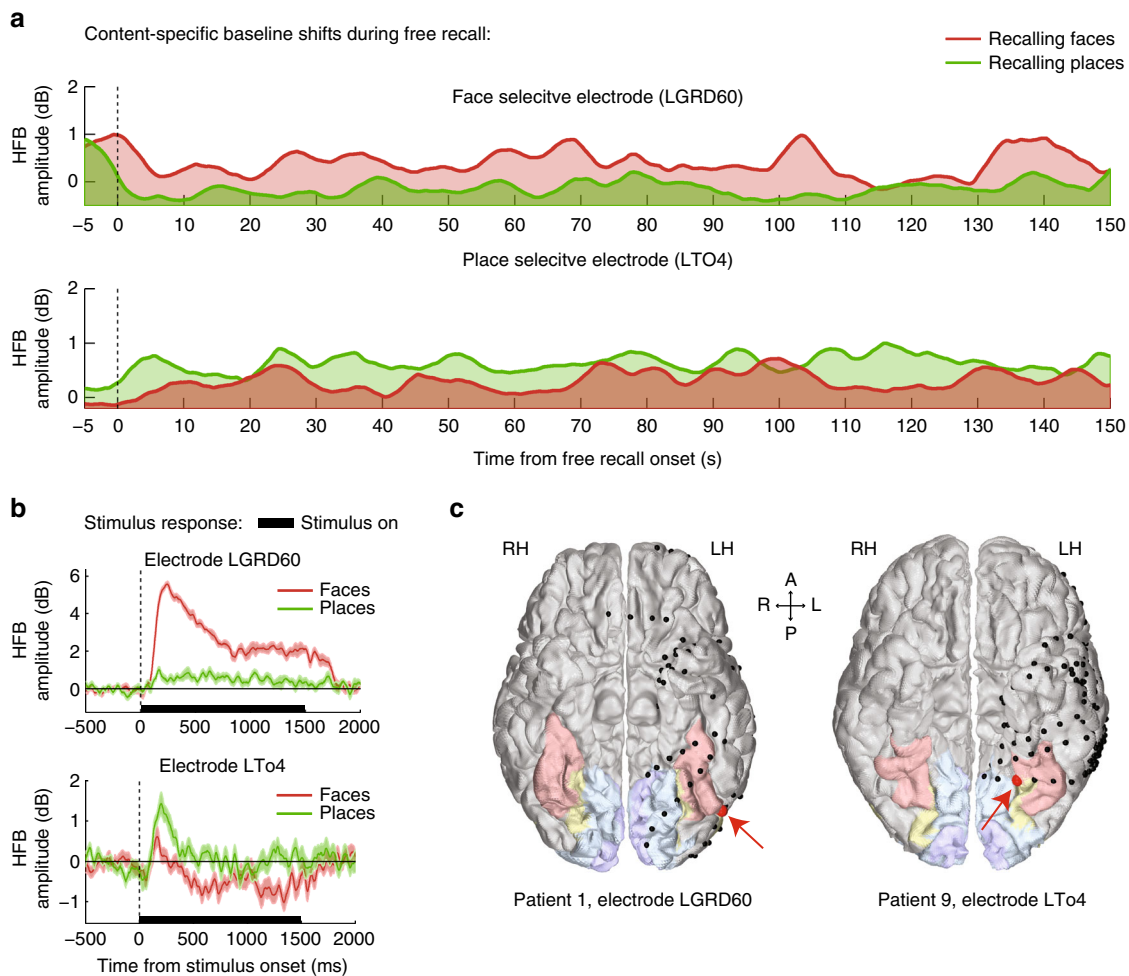 a
Content-specific baseline shifts during free recall:
Recalling faces
Recalling places
Face selecitve electrode (LGRD60)
HFB
amplitude (dB)
2
1
0
−5 0 10 20 30 40 50 60 70 80 90 100 110 120 130 140 150
Place selecitve electrode (LTO4)
HFB
amplitude (dB)
2
1
0
−5 0 10 20 30 40 50 60 70 80 90 100 110 120 130 140 150
Time from free recall onset (s)
b
Stimulus response: Stimulus on
Electrode LGRD60
Faces
Places
HFB
amplitude (dB)
6
4
2
0
−500 0 500 1000 1500 2000
Electrode LTo4
Faces
Places
HFB
amplitude (dB)
2
1
0
−1
−500 0 500 1000 1500 2000
Time from stimulus onset (ms)
c
RH LH
A
R L
P
RH LH
Patient 1, electrode LGRD60
Patient 9, electrode LTo4